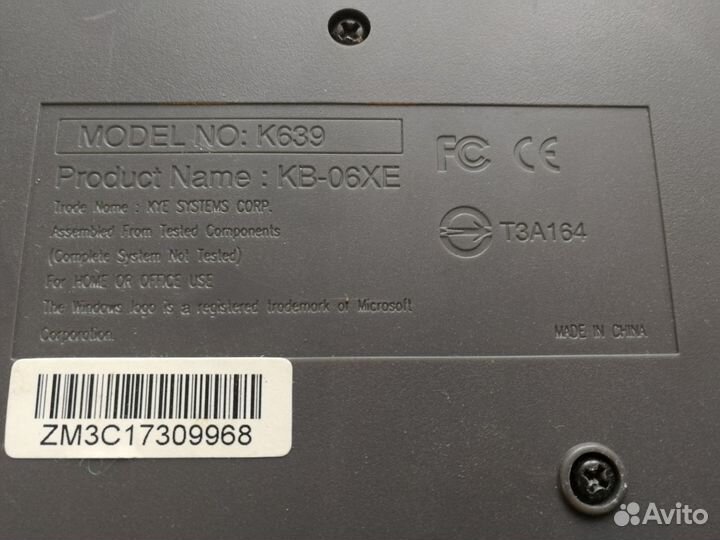 MODEL NO: K639
Product Name : KB-06XE
Trade Name : KYE SYSTEMS CORP.
Assembled From Tested Components
(Complete System Not Tested)
For HOME OR OFFICE USE
The Windows logo is a registered trademark of Microsoft
Corporation.
FC CE
T3A164
MADE IN CHINA
ZM3C17309968
Avito